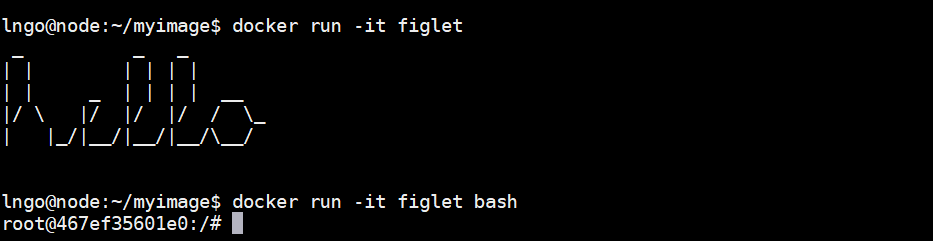 lngo@node:~/myimage$ docker run -it figlet
 _          _   _
| |        | | | |
| |     _  | | | |  __
|/ \   |/  |/  |/  /  \_
|   |_/|__/|__/|__/\__/
lngo@node:~/myimage$ docker run -it figlet bash
root@467ef35601e0:/#